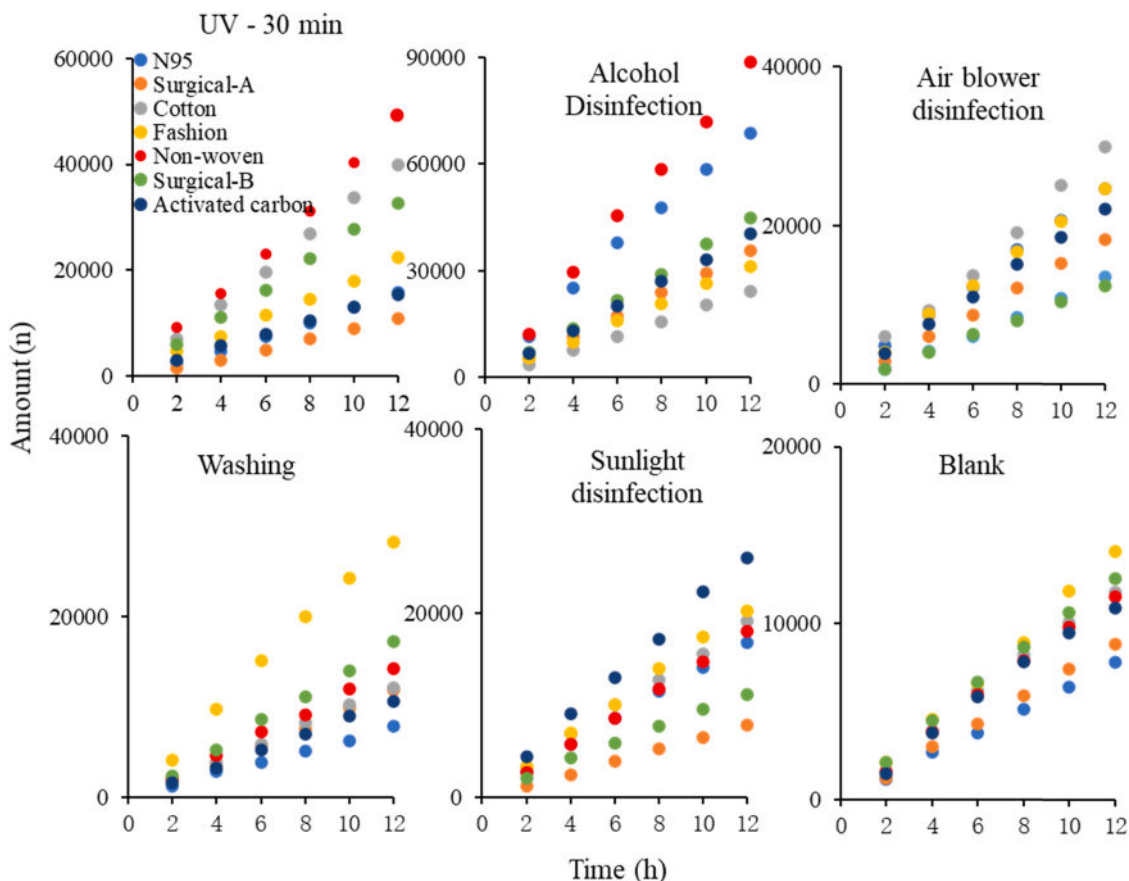 UV - 30 min
60000
40000
20000
0
N95
Surgical-A
Cotton
Fashion
Non-woven
Surgical-B
Activated carbon
0 2 4 6 8 10 12
Alcohol
Disinfection
90000
60000
30000
0
0 2 4 6 8 10 12
Air blower
disinfection
40000
20000
0
0 2 4 6 8 10 12
Amount (n)
Washing
40000
20000
0
0 2 4 6 8 10 12
Sunlight
disinfection
40000
20000
0
0 2 4 6 8 10 12
Blank
20000
10000
0
0 2 4 6 8 10 12
Time (h)